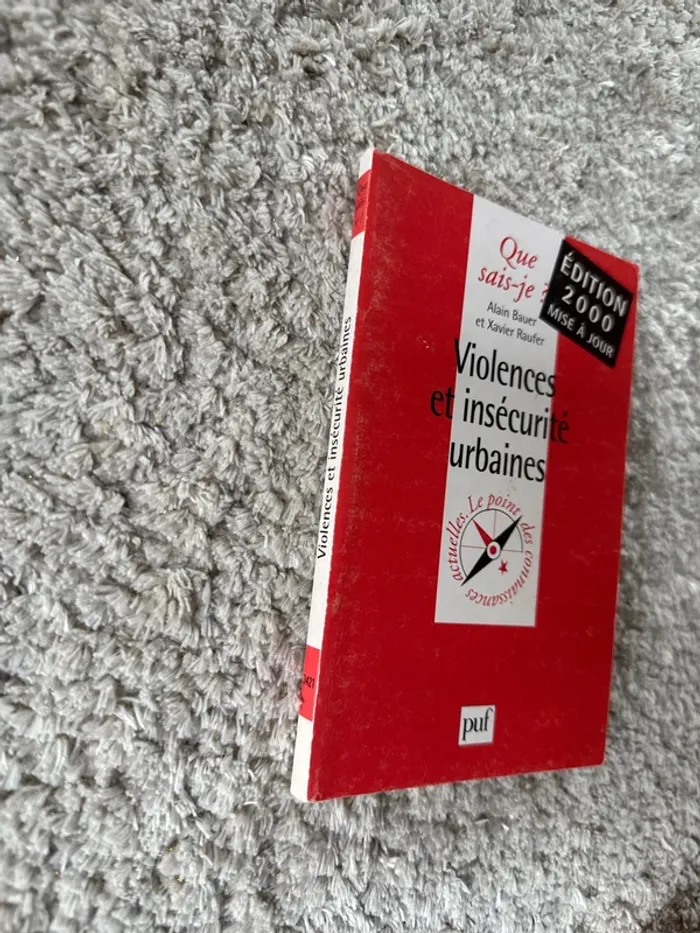 Que
sais-je ?
Alain Bauer
et Xavier Raufer
ÉDITION
2000
MISE À JOUR
Violences
et insécurité
urbaines
Le point des connaissances actuelles.
puf
Violences et insécurité urbaines
3421